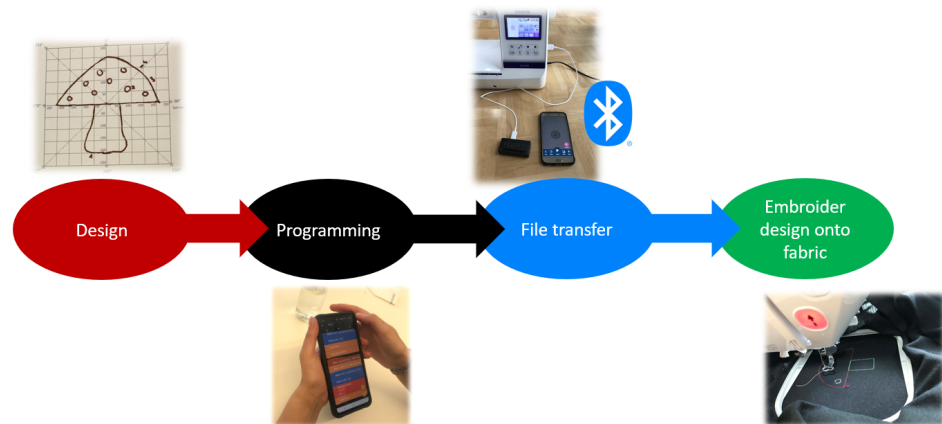 Design
Programming
File transfer
Embroider
design onto
fabric